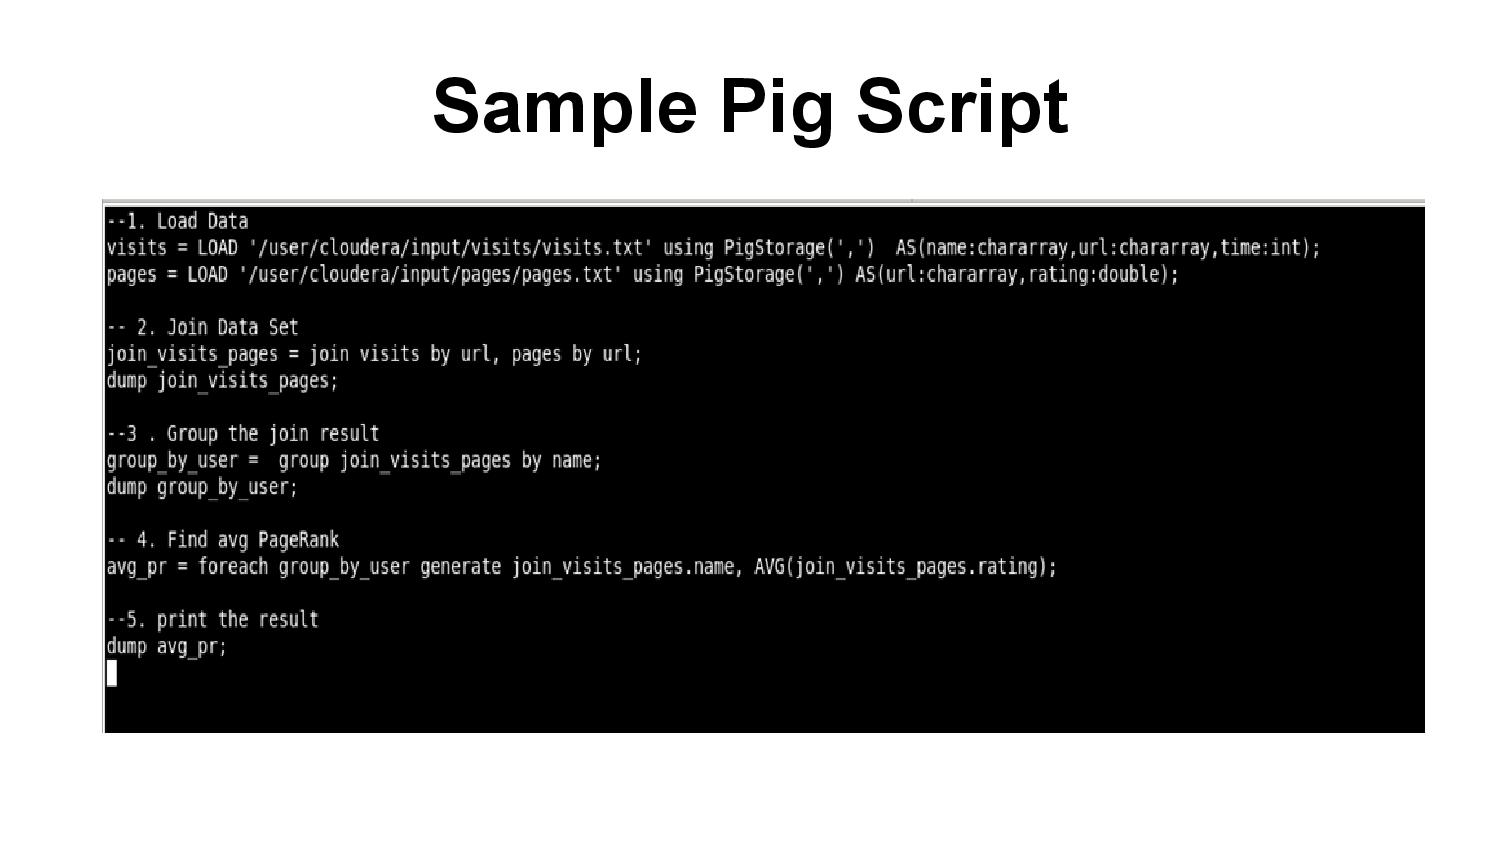 Sample Pig Script
--1. Load Data
visits = LOAD '/user/cloudera/input/visits/visits.txt' using PigStorage(',')  AS(name:chararray,url:chararray,time:int);
pages = LOAD '/user/cloudera/input/pages/pages.txt' using PigStorage(',') AS(url:chararray,rating:double);
-- 2. Join Data Set
join_visits_pages = join visits by url, pages by url;
dump join_visits_pages;
--3 . Group the join result
group_by_user =  group join_visits_pages by name;
dump group_by_user;
-- 4. Find avg PageRank
avg_pr = foreach group_by_user generate join_visits_pages.name, AVG(join_visits_pages.rating);
--5. print the result
dump avg_pr;